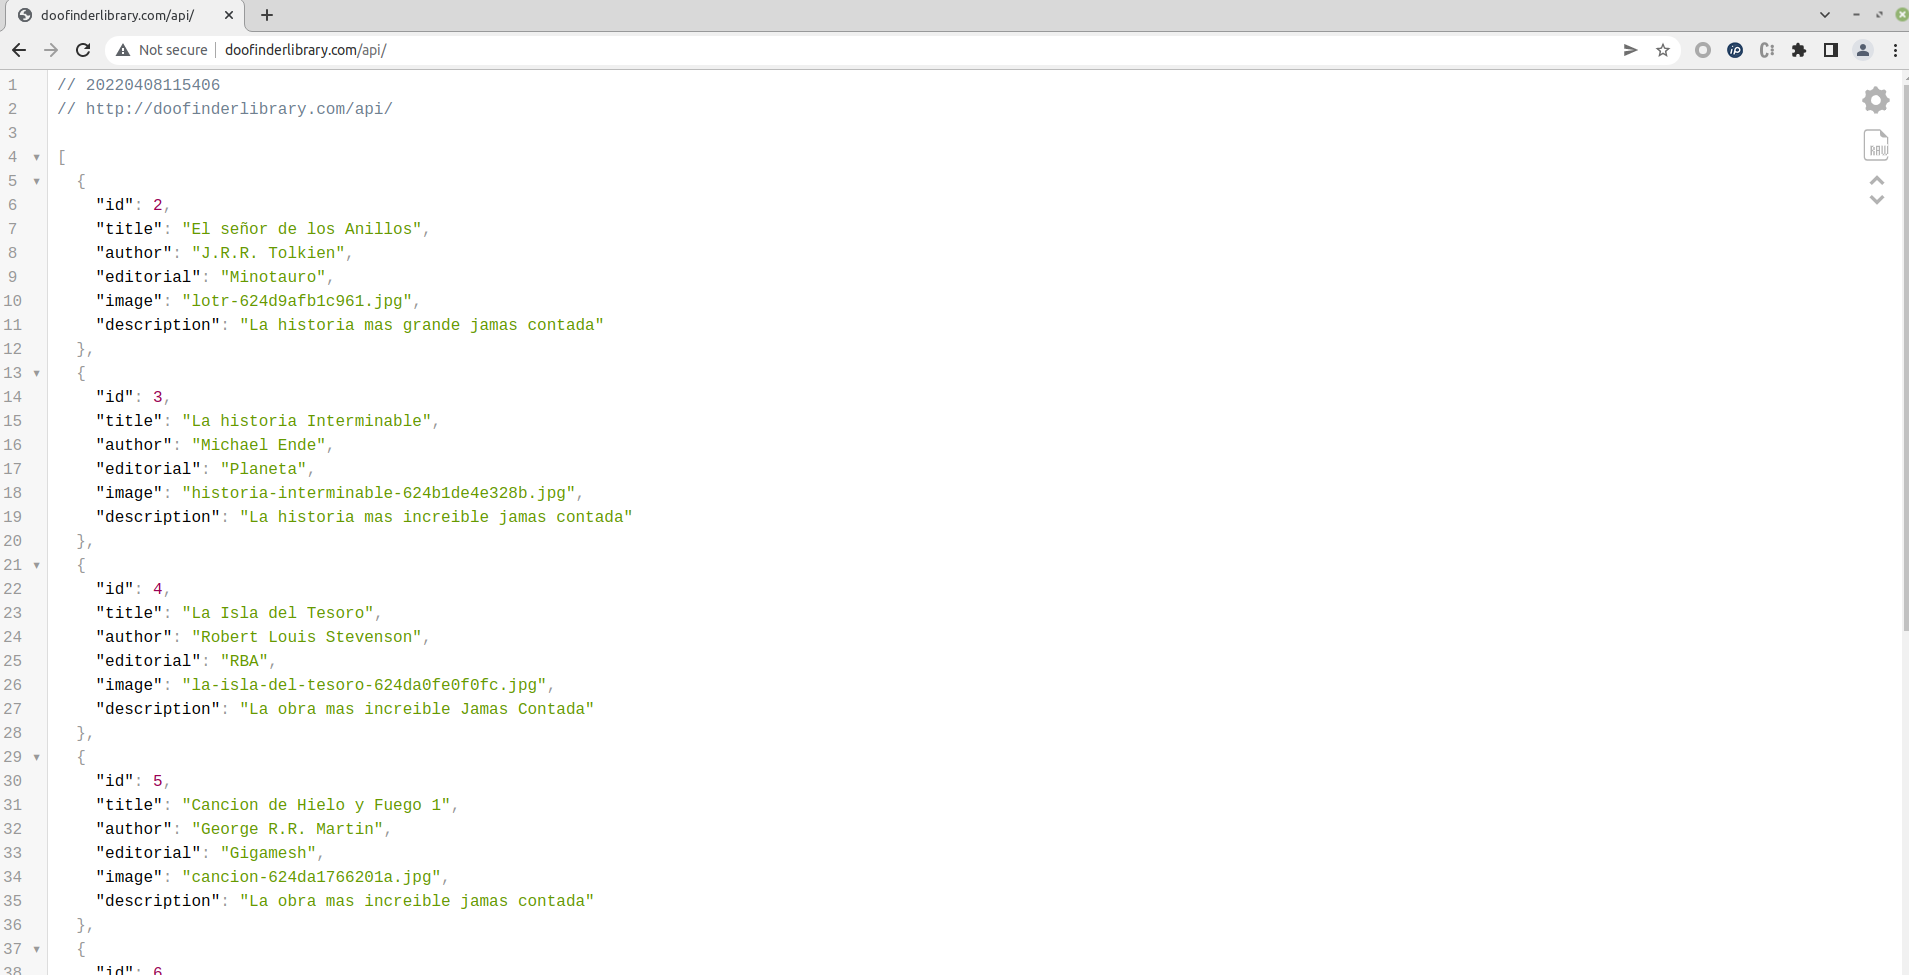 doofinderlibrary.com/api/
Not secure doofinderlibrary.com/api/
1 // 20220408115406
2 // http://doofinderlibrary.com/api/
3
4 [
5 {
6 "id": 2,
7 "title": "El señor de los Anillos",
8 "author": "J.R.R. Tolkien",
9 "editorial": "Minotauro",
10 "image": "lotr-624d9afb1c961.jpg",
11 "description": "La historia mas grande jamas contada"
12 },
13 {
14 "id": 3,
15 "title": "La historia Interminable",
16 "author": "Michael Ende",
17 "editorial": "Planeta",
18 "image": "historia-interminable-624b1de4e328b.jpg",
19 "description": "La historia mas increible jamas contada"
20 },
21 {
22 "id": 4,
23 "title": "La Isla del Tesoro",
24 "author": "Robert Louis Stevenson",
25 "editorial": "RBA",
26 "image": "la-isla-del-tesoro-624da0fe0f0fc.jpg",
27 "description": "La obra mas increible Jamas Contada"
28 },
29 {
30 "id": 5,
31 "title": "Cancion de Hielo y Fuego 1",
32 "author": "George R.R. Martin",
33 "editorial": "Gigamesh",
34 "image": "cancion-624da1766201a.jpg",
35 "description": "La obra mas increible jamas contada"
36 },
37 {
38 "id": 6
ip
RAW